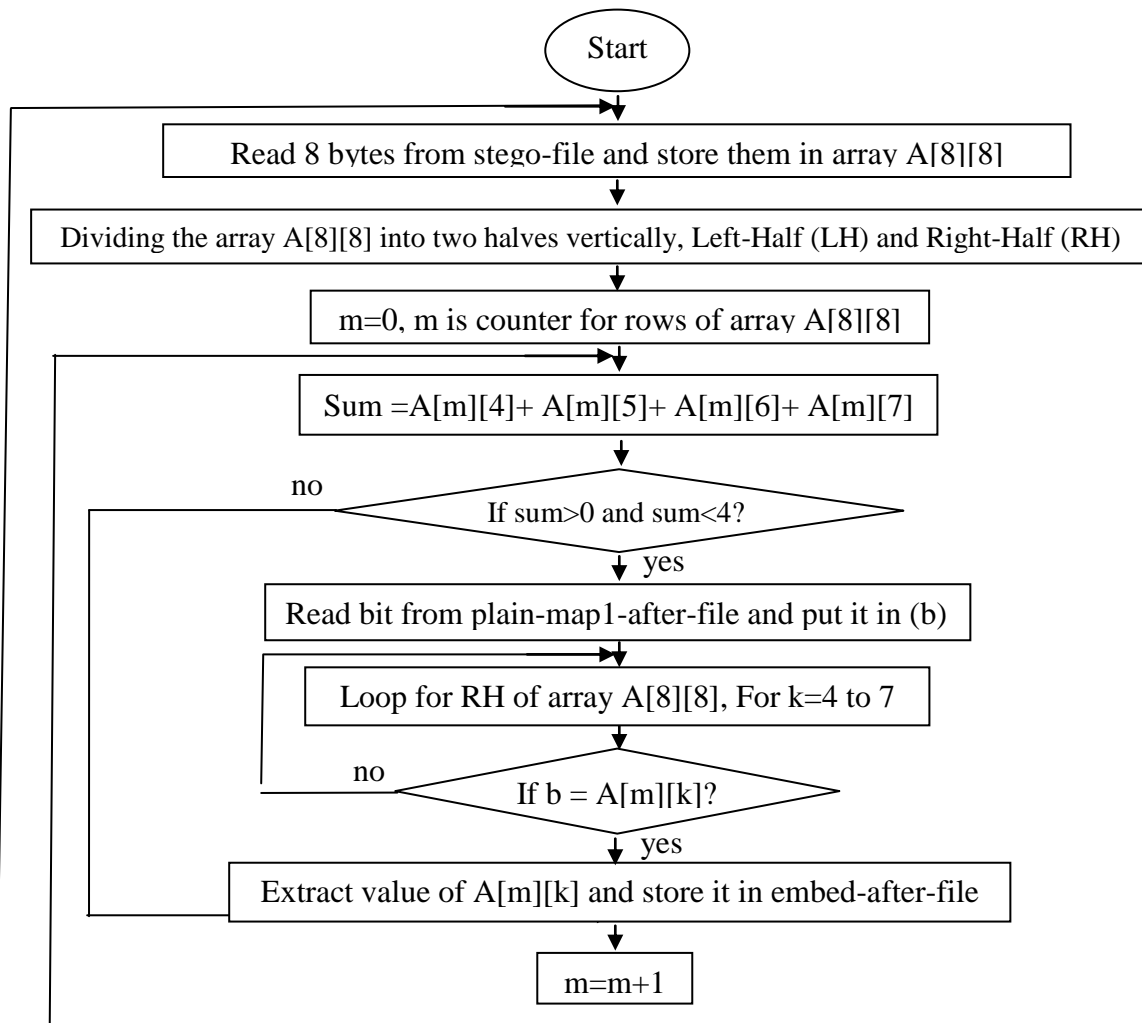 Start
Read 8 bytes from stego-file and store them in array A[8][8]
Dividing the array A[8][8] into two halves vertically, Left-Half (LH) and Right-Half (RH)
m=0, m is counter for rows of array A[8][8]
Sum =A[m][4]+ A[m][5]+ A[m][6]+ A[m][7]
no
If sum>0 and sum<4?
yes
Read bit from plain-map1-after-file and put it in (b)
Loop for RH of array A[8][8], For k=4 to 7
no
If b = A[m][k]?
yes
Extract value of A[m][k] and store it in embed-after-file
m=m+1